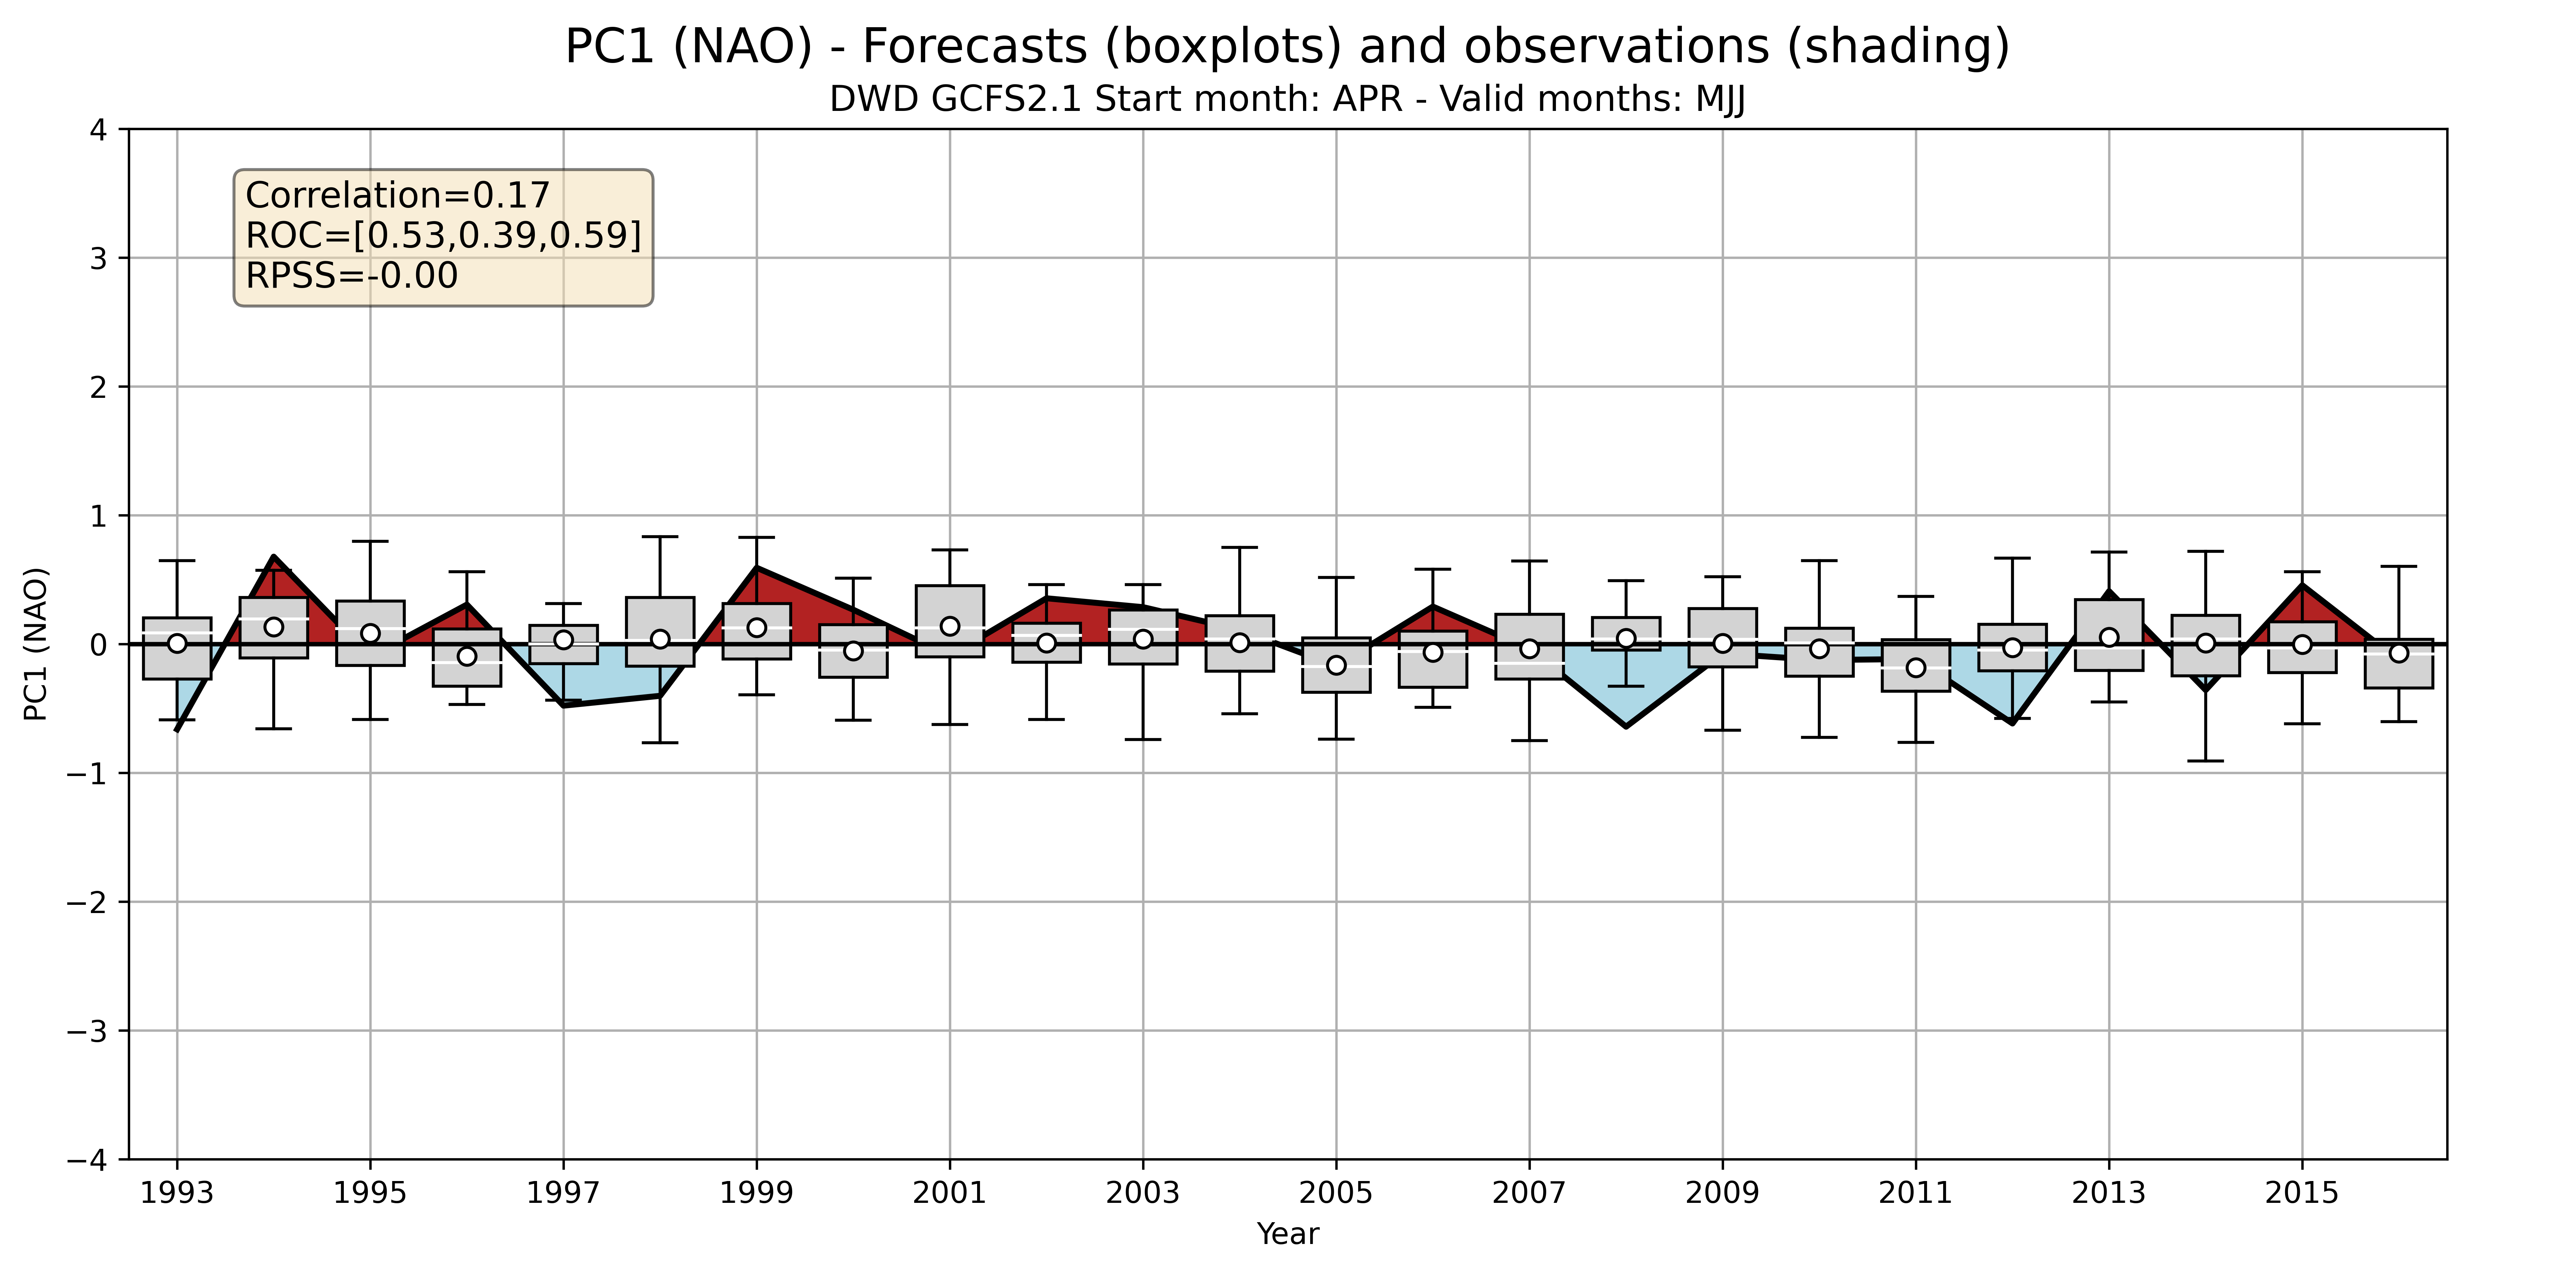 PC1 (NAO) - Forecasts (boxplots) and observations (shading)
DWD GCFS2.1 Start month: APR - Valid months: MJJ
Correlation=0.17
ROC=[0.53,0.39,0.59]
RPSS=-0.00
PC1 (NAO)
4
3
2
1
0
−1
−2
−3
−4
1993 1995 1997 1999 2001 2003 2005 2007 2009 2011 2013 2015
Year